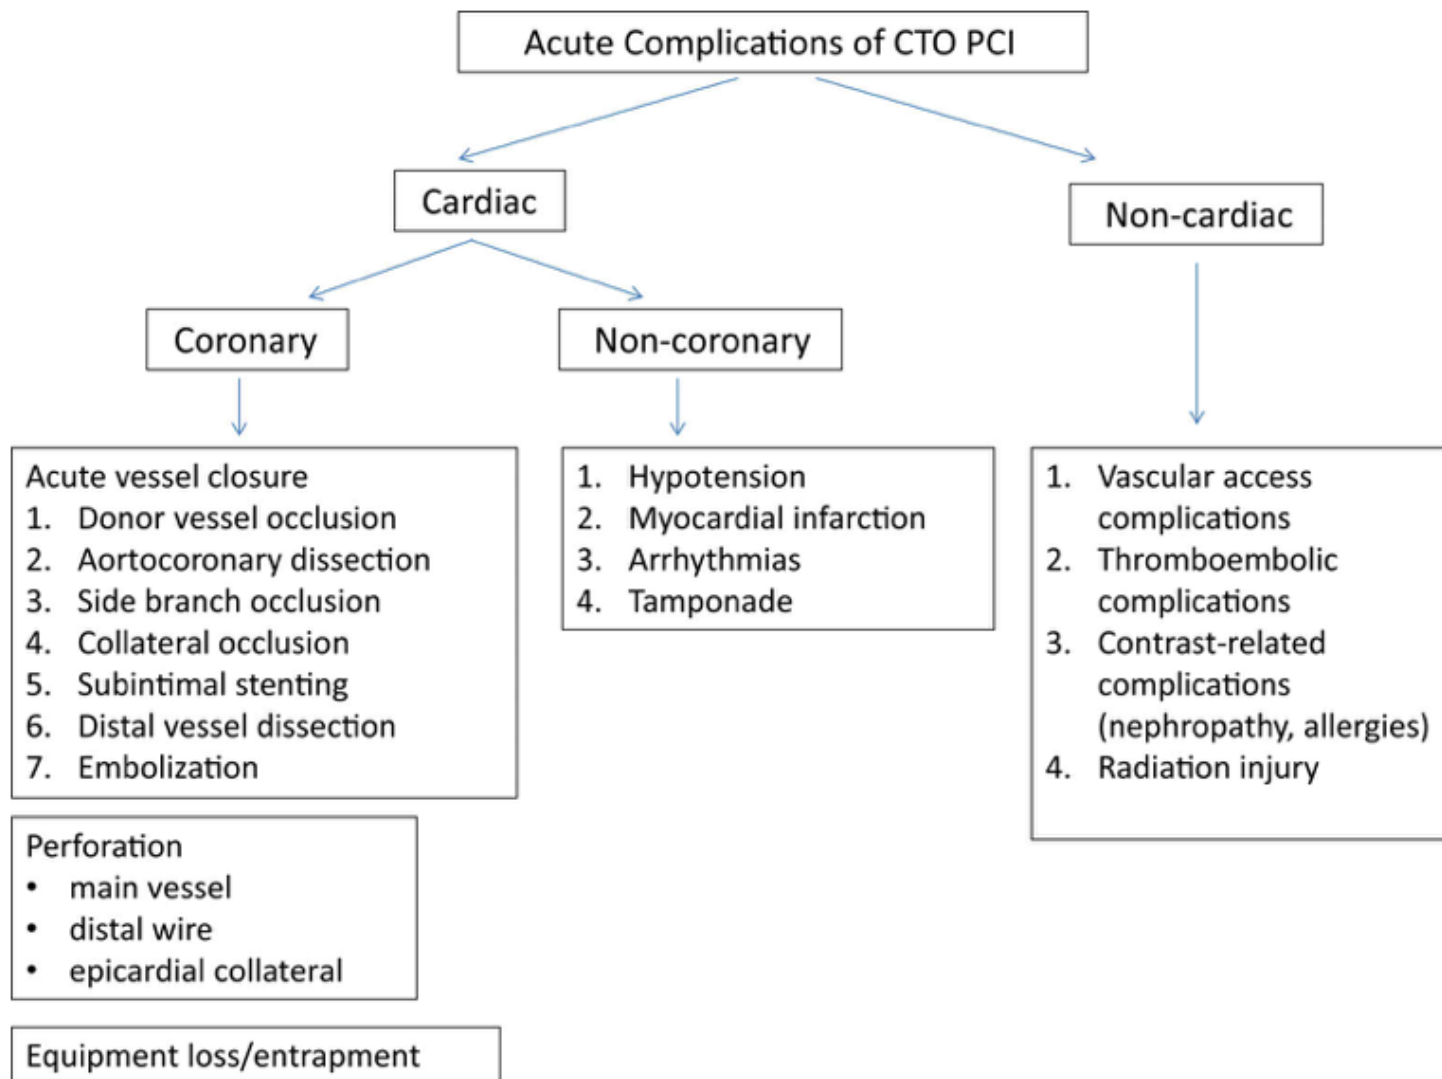 Acute Complications of CTO PCI
Cardiac
Non-cardiac
Coronary
Non-coronary
Acute vessel closure
1. Donor vessel occlusion
2. Aortocoronary dissection
3. Side branch occlusion
4. Collateral occlusion
5. Subintimal stenting
6. Distal vessel dissection
7. Embolization
Perforation
• main vessel
• distal wire
• epicardial collateral
Equipment loss/entrapment
1. Hypotension
2. Myocardial infarction
3. Arrhythmias
4. Tamponade
1. Vascular access
complications
2. Thromboembolic
complications
3. Contrast-related
complications
(nephropathy, allergies)
4. Radiation injury